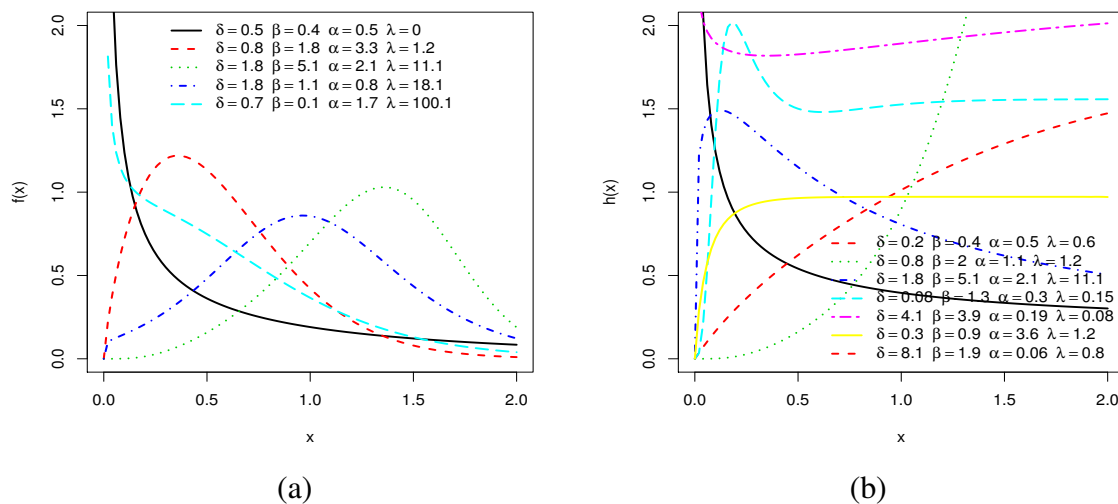 δ = 0.5 β = 0.4 α = 0.5 λ = 0
δ = 0.8 β = 1.8 α = 3.3 λ = 1.2
δ = 1.8 β = 5.1 α = 2.1 λ = 11.1
δ = 1.8 β = 1.1 α = 0.8 λ = 18.1
δ = 0.7 β = 0.1 α = 1.7 λ = 100.1
f(x)
2.0
1.5
1.0
0.5
0.0
0.0 0.5 1.0 1.5 2.0
x
(a)
h(x)
2.0
1.5
1.0
0.5
0.0
δ = 0.2 β = 0.4 α = 0.5 λ = 0.6
δ = 0.8 β = 2 α = 1.1 λ = 1.2
δ = 1.8 β = 5.1 α = 2.1 λ = 11.1
δ = 0.08 β = 1.3 α = 0.3 λ = 0.15
δ = 4.1 β = 3.9 α = 0.19 λ = 0.08
δ = 0.3 β = 0.9 α = 3.6 λ = 1.2
δ = 8.1 β = 1.9 α = 0.06 λ = 0.8
0.0 0.5 1.0 1.5 2.0
x
(b)